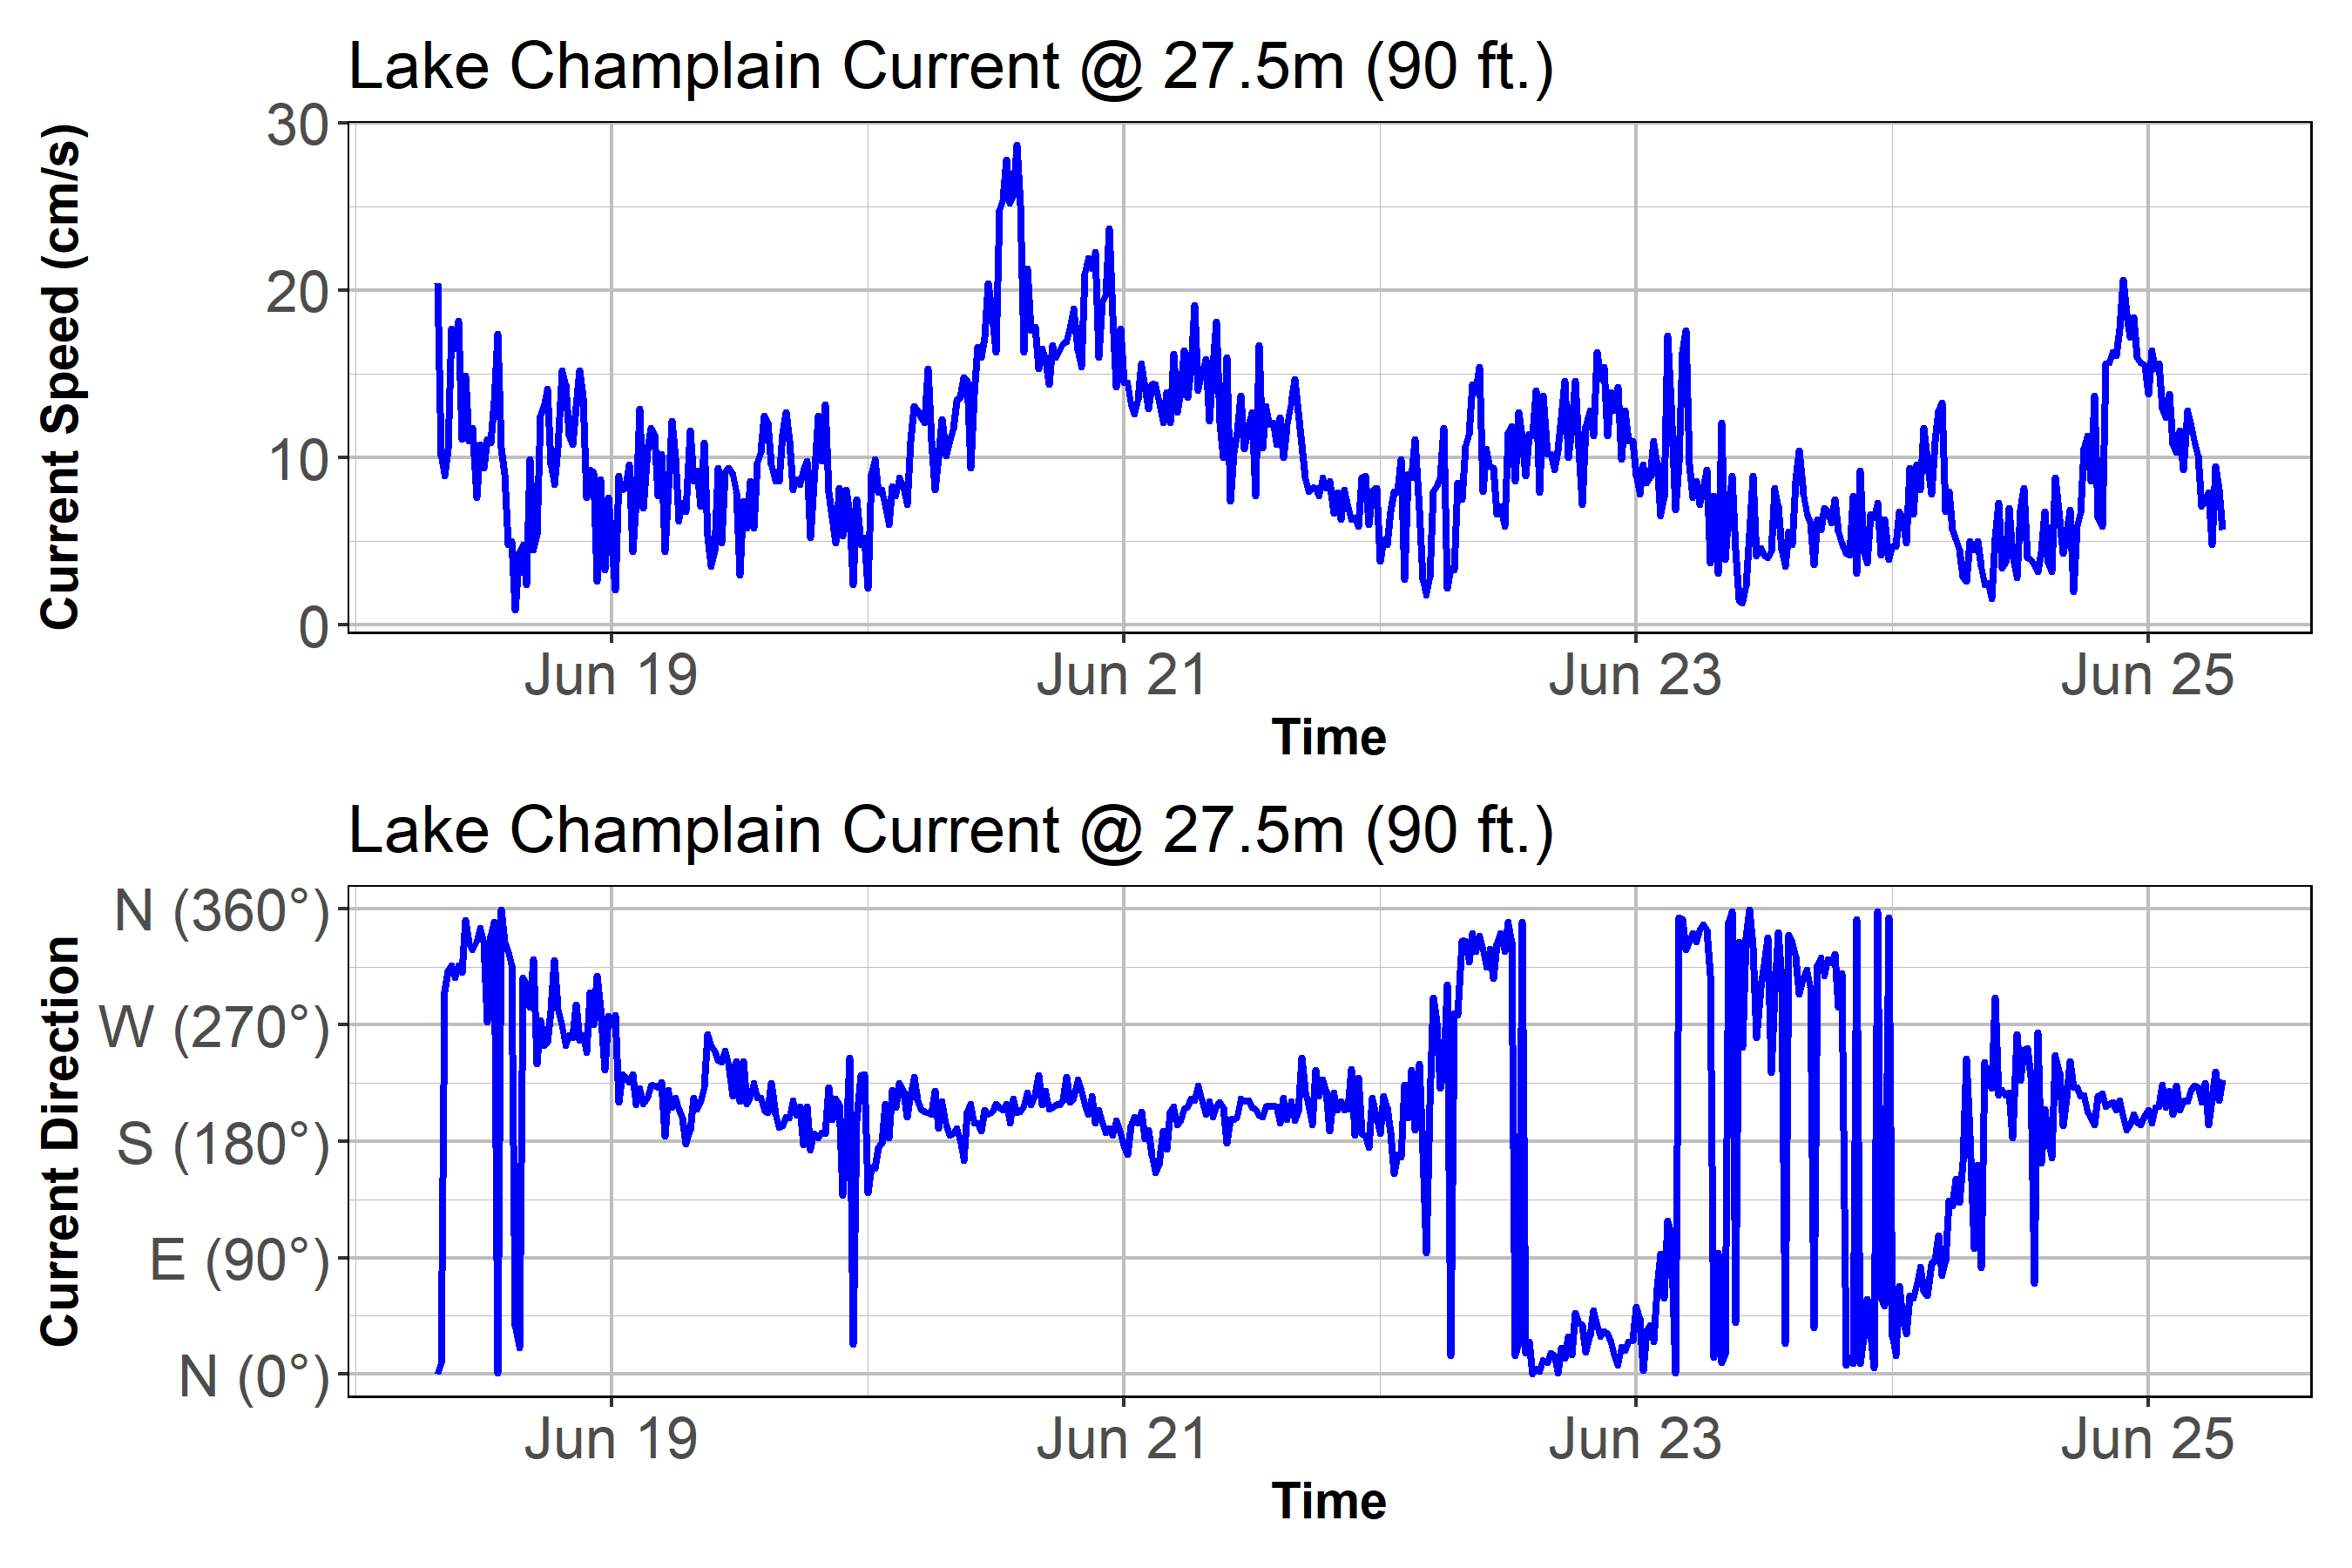 Lake Champlain Current @ 27.5m (90 ft.)
Current Speed (cm/s)
30
20
10
0
Jun 19 Jun 21 Jun 23 Jun 25
Time
Lake Champlain Current @ 27.5m (90 ft.)
Current Direction
N (360°)
W (270°)
S (180°)
E (90°)
N (0°)
Jun 19 Jun 21 Jun 23 Jun 25
Time